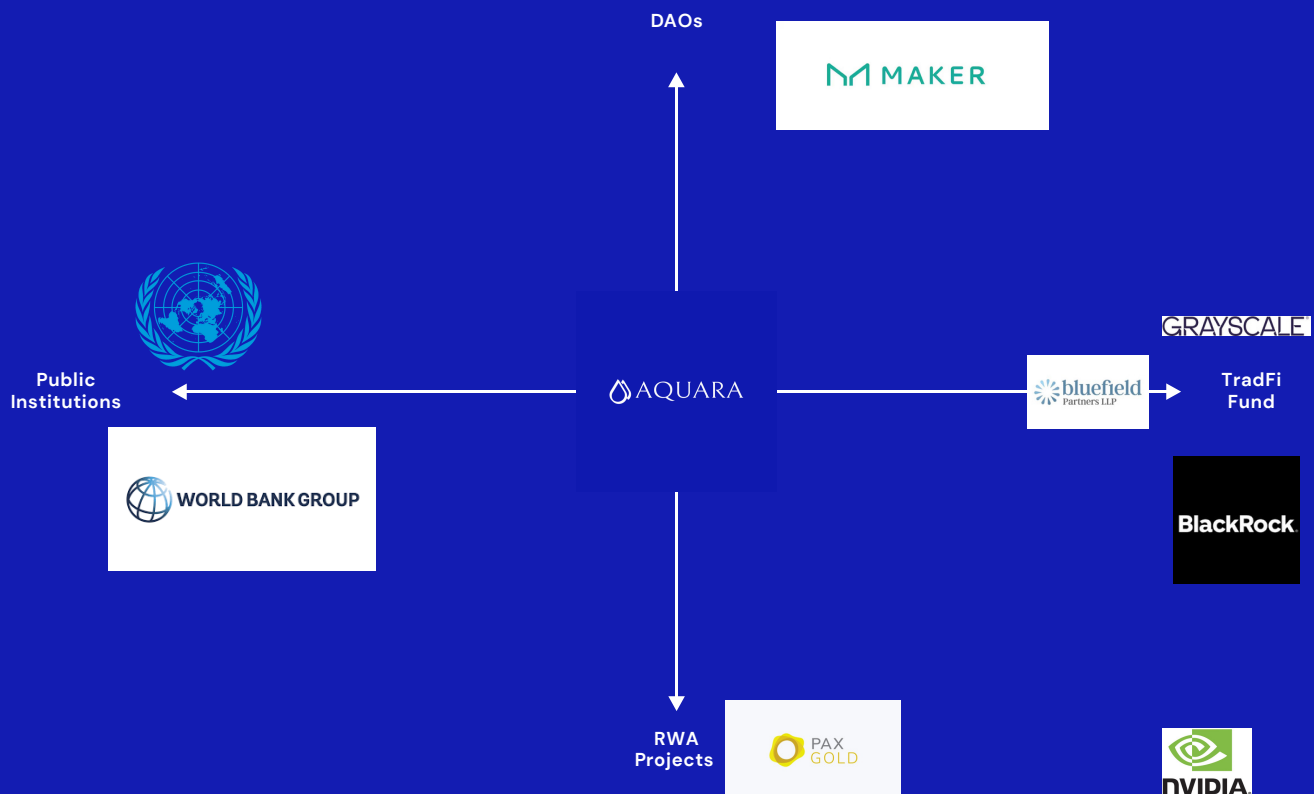 DAOs
MAKER
GRAYSCALE
Public
Institutions
AQUARA
bluefield
Partners LLP
TradFi
Fund
WORLD BANK GROUP
BlackRock.
RWA
Projects
PAX
GOLD
NVIDIA.